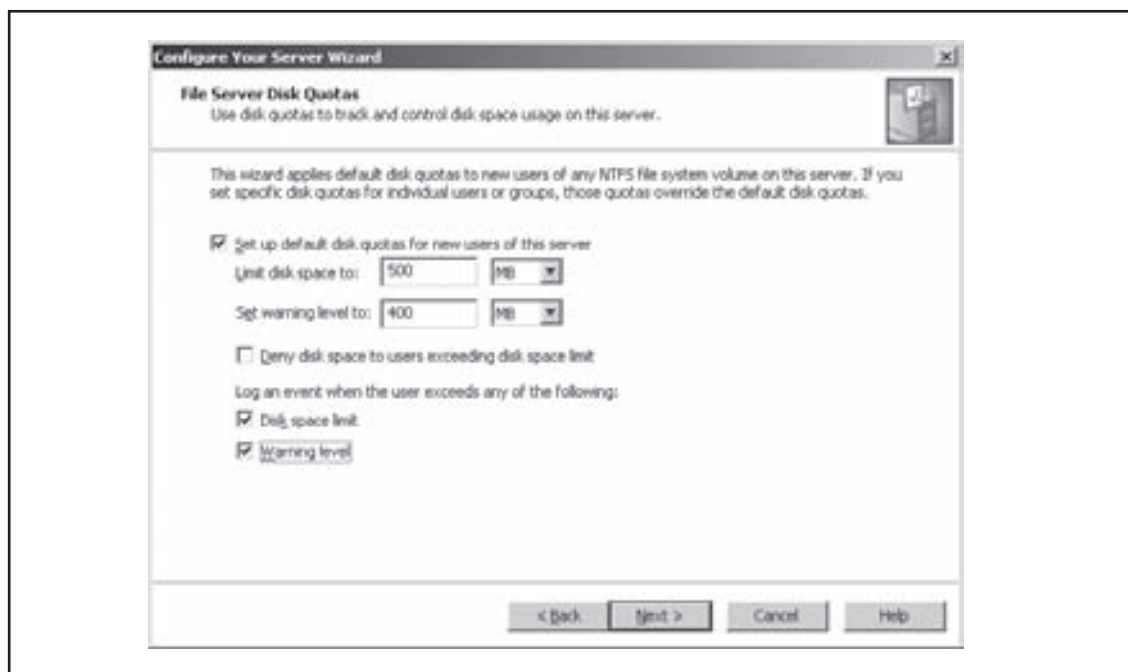 Configure Your Server Wizard
File Server Disk Quotas
Use disk quotas to track and control disk space usage on this server.
This wizard applies default disk quotas to new users of any NTFS file system volume on this server. If you
set specific disk quotas for individual users or groups, those quotas override the default disk quotas.
Set up default disk quotas for new users of this server
Limit disk space to: 500 MB
Set warning level to: 400 MB
Deny disk space to users exceeding disk space limit
Log an event when the user exceeds any of the following:
Disk space limit
Warning level
< Back Next > Cancel Help